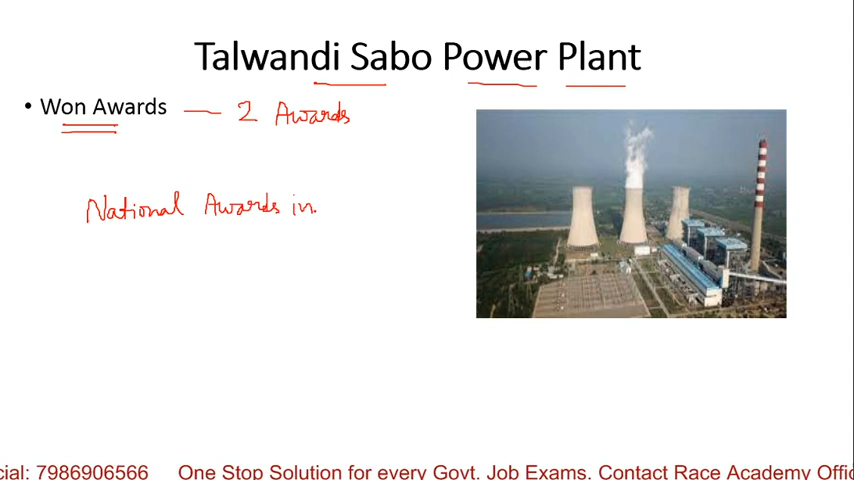 Talwandi Sabo Power Plant
• Won Awards — 2 Awards
National Awards in.
cial: 7986906566 One Stop Solution for every Govt. Job Exams. Contact Race Academy Offic